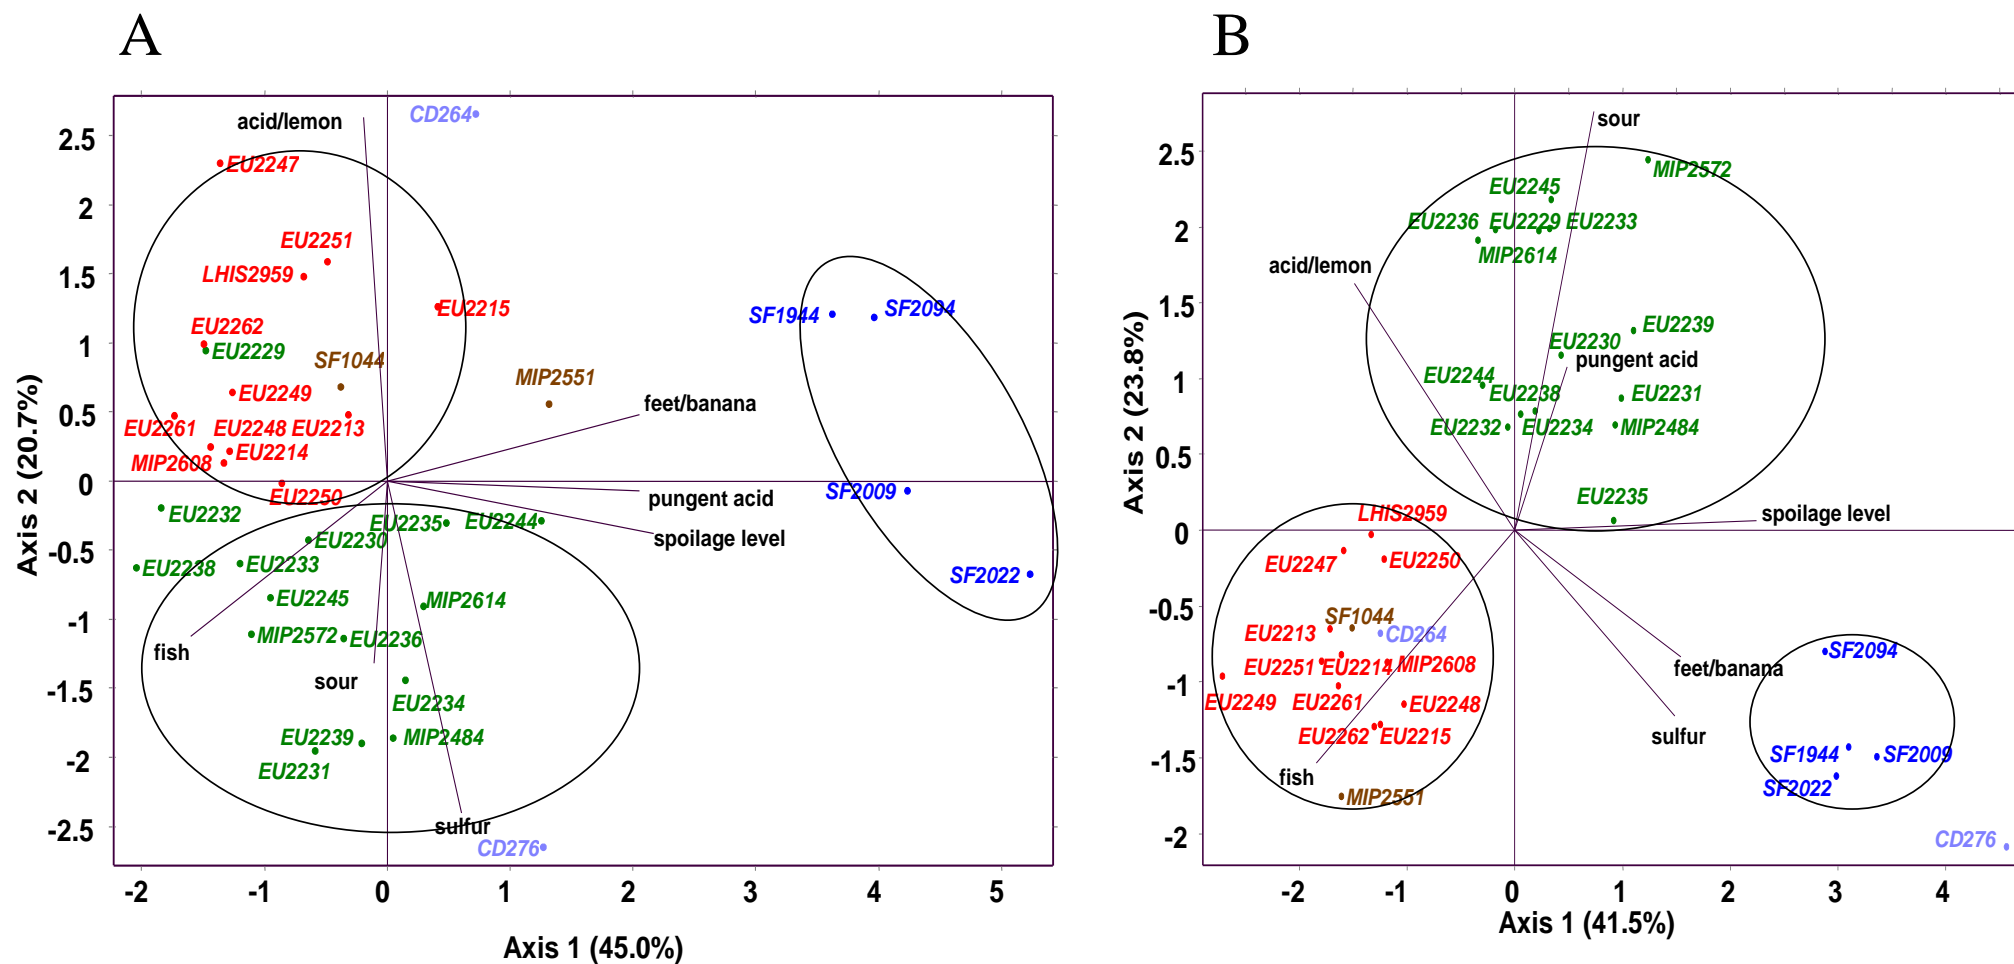 A
B
acid/lemon
CD264
2.5
EU2247
2
EU2251
LHIS2959
1.5
EU2215
SF1944
SF2094
EU2262
1
EU2229
SF1044
MIP2551
EU2249
feet/banana
0.5
EU2261
EU2248
EU2213
EU2214
MIP2608
0
EU2250
SF2009
pungent acid
EU2232
EU2235
EU2244
-0.5
EU2230
spoilage level
EU2238
EU2233
SF2022
EU2245
MIP2614
-1
MIP2572
EU2236
fish
sour
-1.5
EU2234
EU2239
MIP2484
-2
EU2231
-2.5
sulfur
CD276
-2
-1
0
1
2
3
4
5
Axis 2 (20.7%)
Axis 1 (45.0%)
sour
2.5
MIP2572
EU2245
EU2236
EU2229
EU2233
2
MIP2614
acid/lemon
1.5
EU2239
EU2230
pungent acid
1
EU2244
EU2238
EU2231
EU2232
EU2234
MIP2484
0.5
EU2235
LHIS2959
spoilage level
0
EU2247
EU2250
-0.5
SF1044
EU2213
CD264
SF2094
EU2251
EU2214
MIP2608
feet/banana
-1
EU2249
EU2261
EU2248
EU2262
EU2215
sulfur
-1.5
SF1944
SF2009
fish
SF2022
MIP2551
-2
CD276
-2
-1
0
1
2
3
4
Axis 2 (23.8%)
Axis 1 (41.5%)